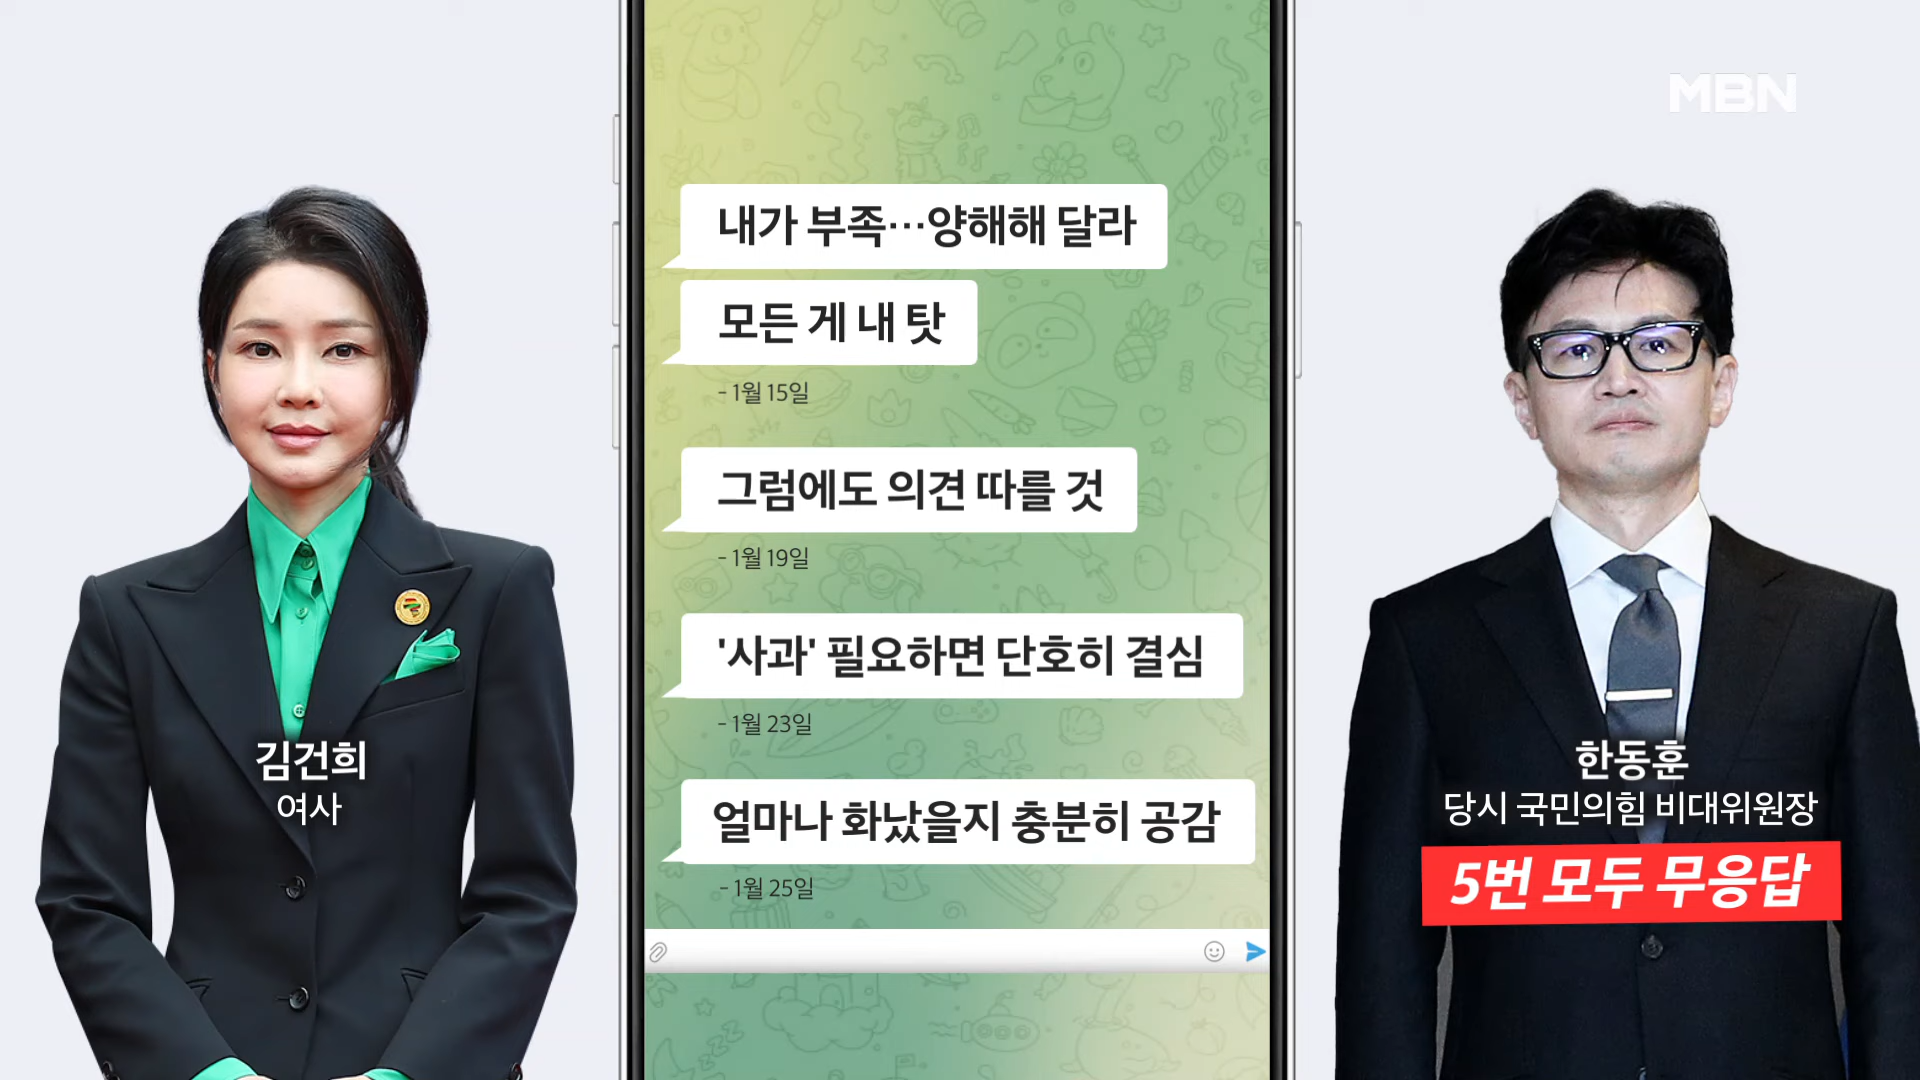 MBN
내가 부족…양해해 달라
모든 게 내 탓
- 1월 15일
그럼에도 의견 따를 것
- 1월 19일
'사과' 필요하면 단호히 결심
- 1월 23일
얼마나 화났을지 충분히 공감
- 1월 25일
김건희
여사
한동훈
당시 국민의힘 비대위원장
5번 모두 무응답